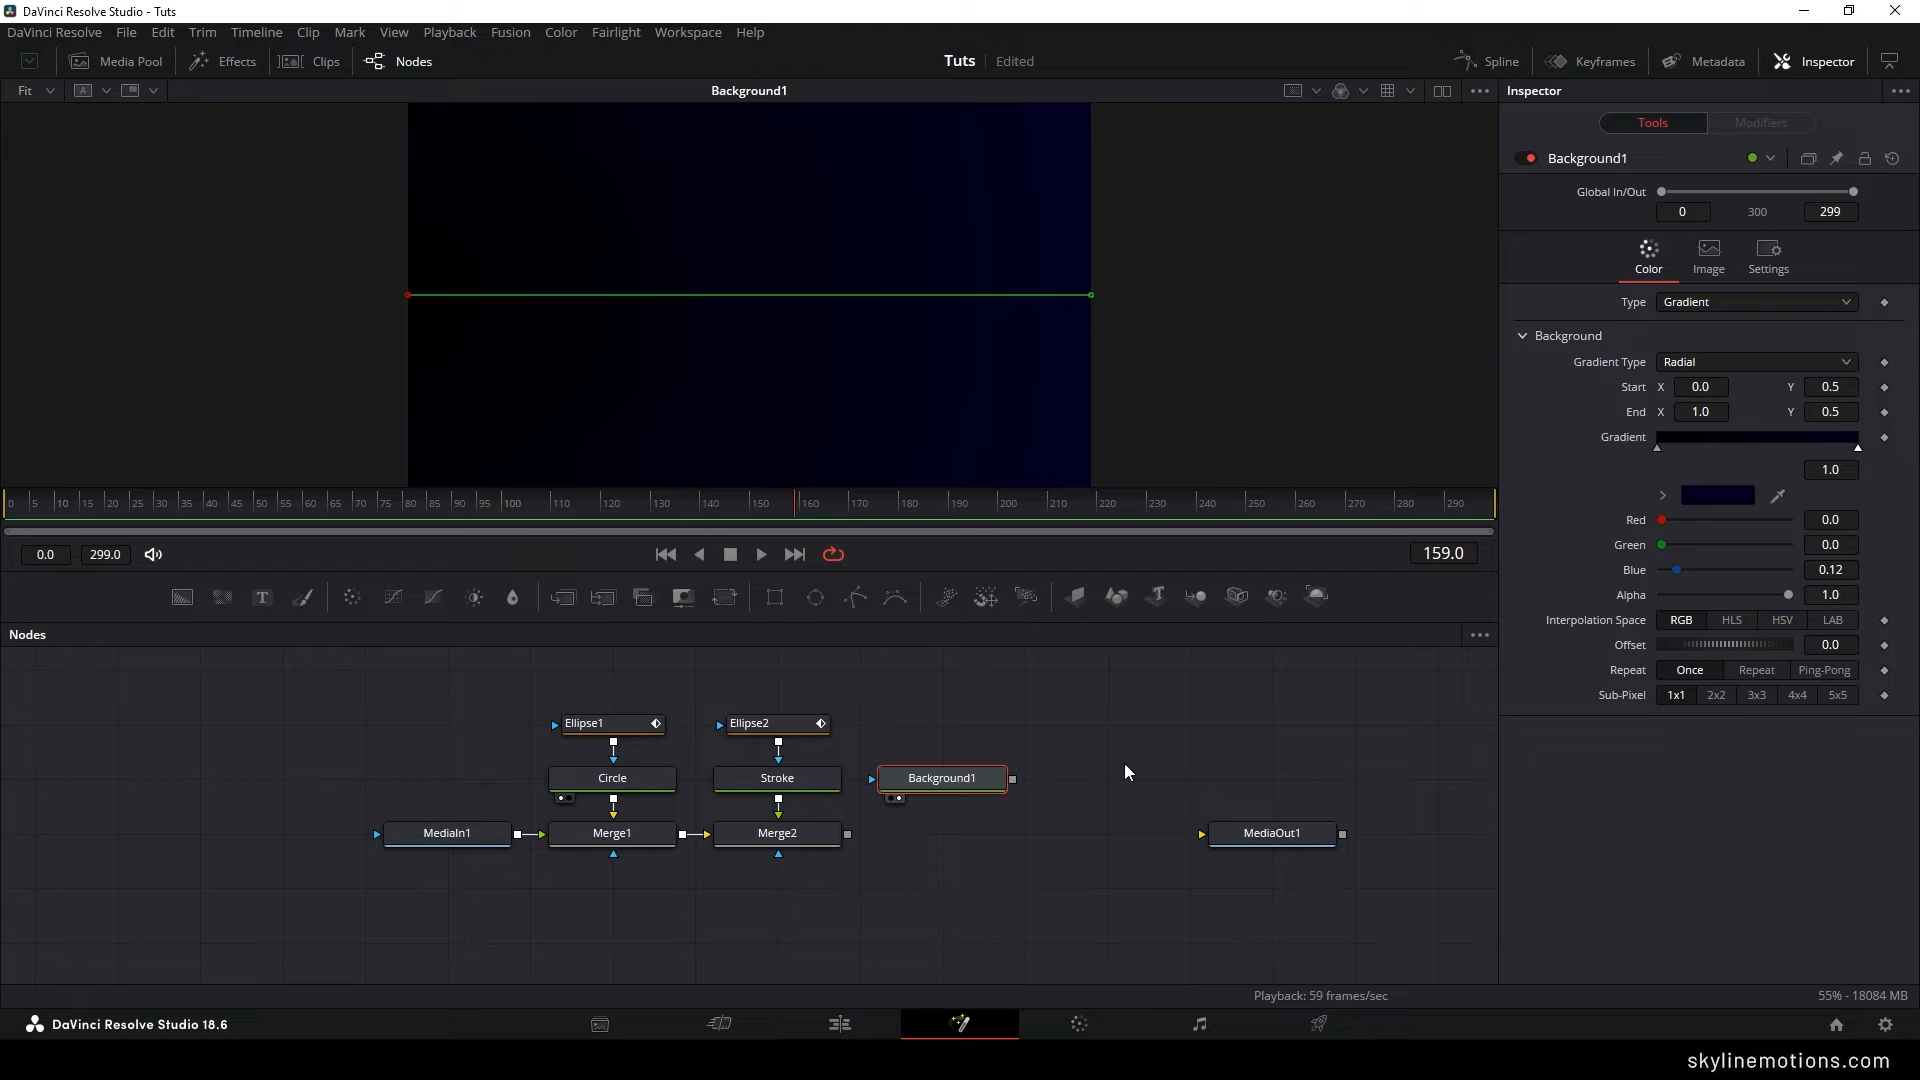 DaVinci Resolve Studio - Tuts
DaVinci Resolve File Edit Trim Timeline Clip Mark View Playback Fusion Color Fairlight Workspace Help
Media Pool Effects Clips Nodes Tuts Edited Spline Keyframes Metadata Inspector
Fit A Background1 Inspector
Tools Modifiers
Background1
Global In/Out
0 300 299
Color Image Settings
Type Gradient
Background
Gradient Type Radial
Start X 0.0 Y 0.5
End X 1.0 Y 0.5
Gradient
1.0
Red 0.0
Green 0.0
Blue 0.12
Alpha 1.0
Interpolation Space RGB HLS HSV LAB
Offset 0.0
Repeat Once Repeat Ping-Pong
Sub-Pixel 1x1 2x2 3x3 4x4 5x5
0 5 10 15 20 25 30 35 40 45 50 55 60 65 70 75 80 85 90 95 100 110 120 130 140 150 160 170 180 190 200 210 220 230 240 250 260 270 280 290
0.0 299.0 159.0
T
Nodes
Ellipse1 Ellipse2
Circle Stroke Background1
MediaIn1 Merge1 Merge2 MediaOut1
Playback: 59 frames/sec 55% - 18084 MB
DaVinci Resolve Studio 18.6
skylinemotions.com